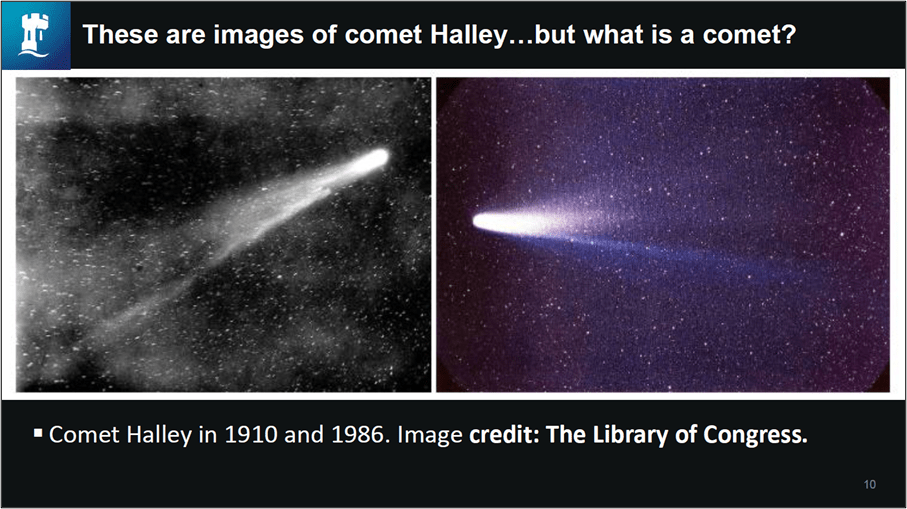 These are images of comet Halley…but what is a comet?
▪ Comet Halley in 1910 and 1986. Image credit: The Library of Congress.
10